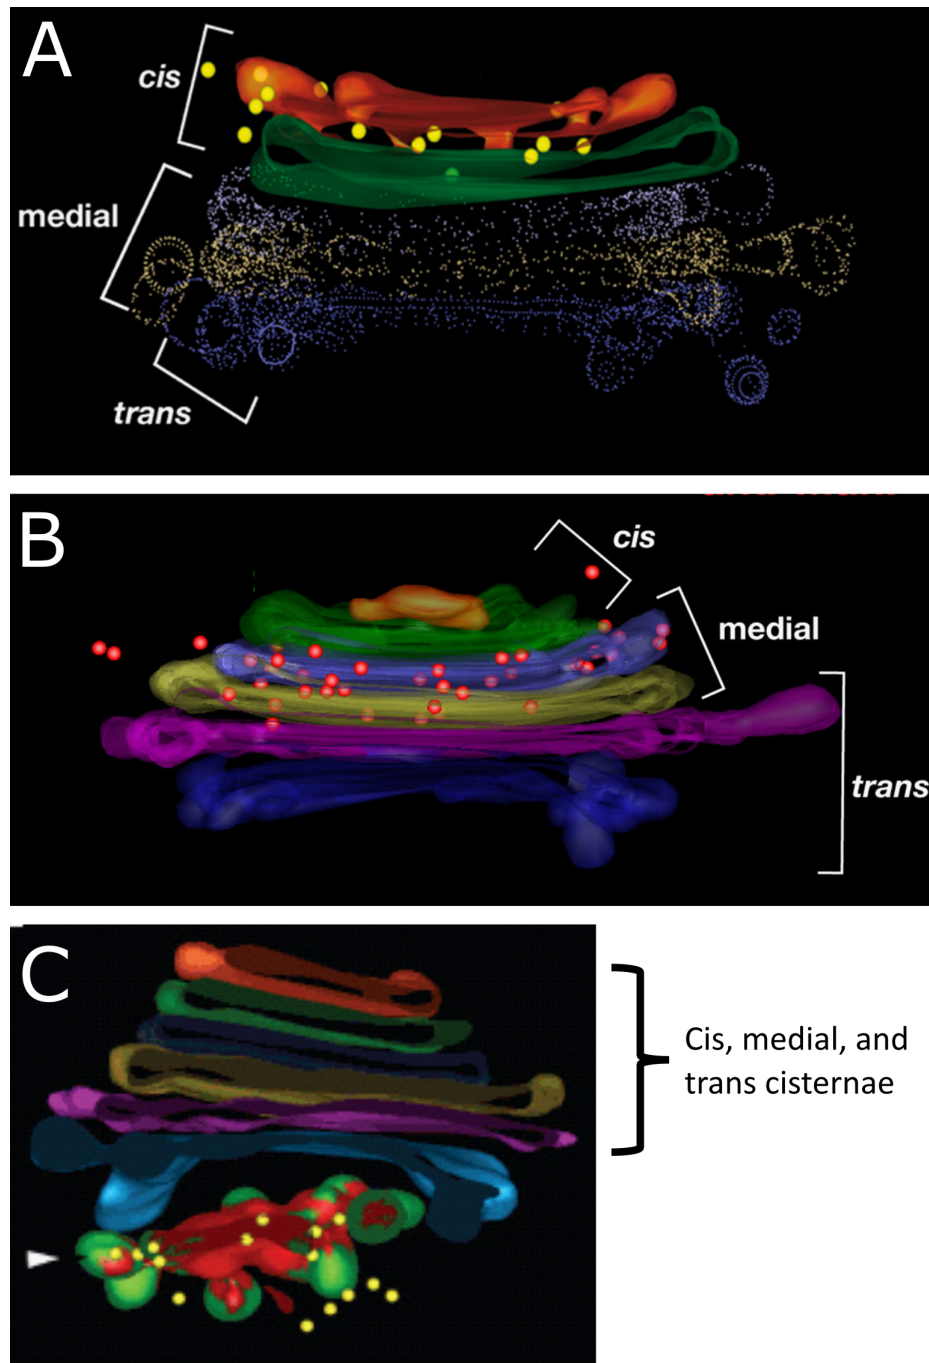 A
cis
medial
trans
B
cis
medial
trans
C
Cis, medial, and
trans cisternae